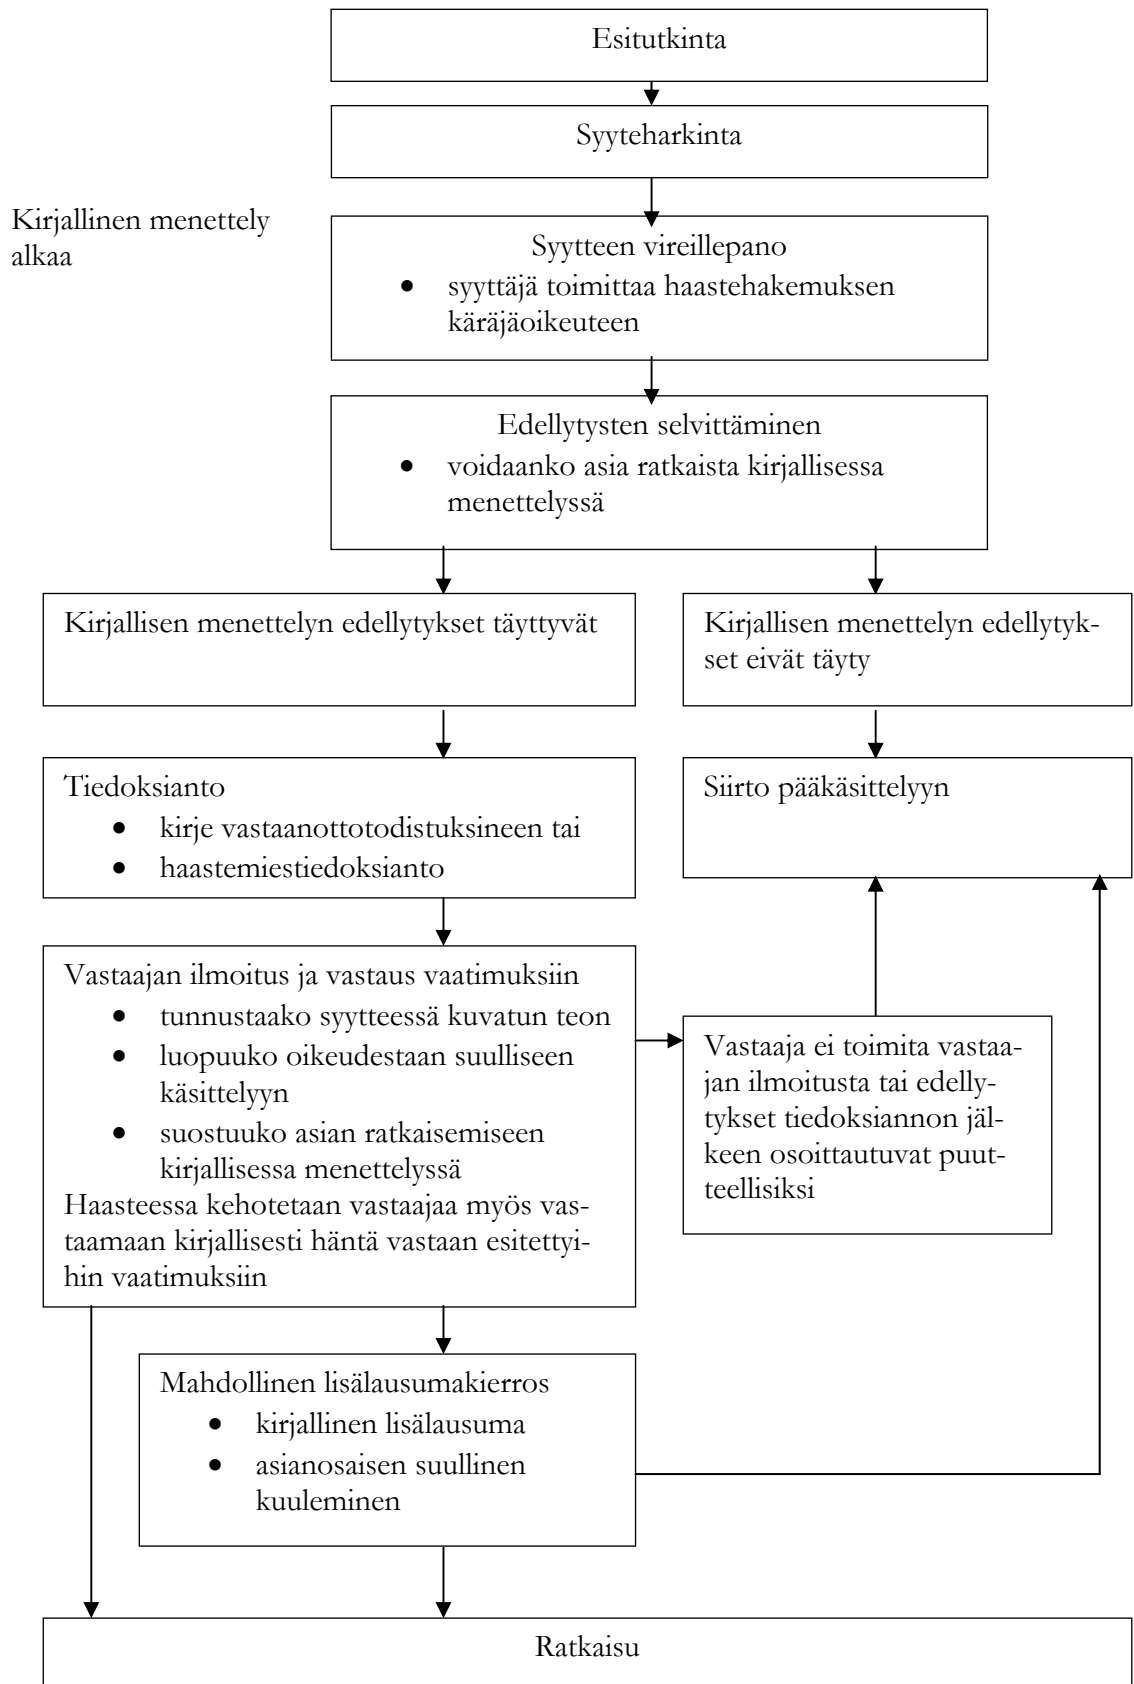 Esitutkinta
Syyteharkinta
Kirjallinen menettely
alkaa
Syytteen vireillepano
• syyttäjä toimittaa haastehakemuksen
käräjäoikeuteen
Edellytysten selvittäminen
• voidaanko asia ratkaista kirjallisessa
menettelyssä
Kirjallisen menettelyn edellytykset täyttyvät
Kirjallisen menettelyn edellytyk-
set eivät täyty
Tiedoksianto
• kirje vastaanottotodistuksineen tai
• haastemiestiedoksianto
Siirto pääkäsittelyyn
Vastaajan ilmoitus ja vastaus vaatimuksiin
• tunnustaako syytteessä kuvatun teon
• luopuuko oikeudestaan suulliseen
käsittelyyn
• suostuuko asian ratkaisemiseen
kirjallisessa menettelyssä
Haasteessa kehotetaan vastaajaa myös vas-
taamaan kirjallisesti häntä vastaan esitettyi-
hin vaatimuksiin
Vastaaja ei toimita vastaa-
jan ilmoitusta tai edelly-
tykset tiedoksiannon jäl-
keen osoittautuvat puut-
teellisiksi
Mahdollinen lisälausumakierros
• kirjallinen lisälausuma
• asianosaisen suullinen
kuuleminen
Ratkaisu